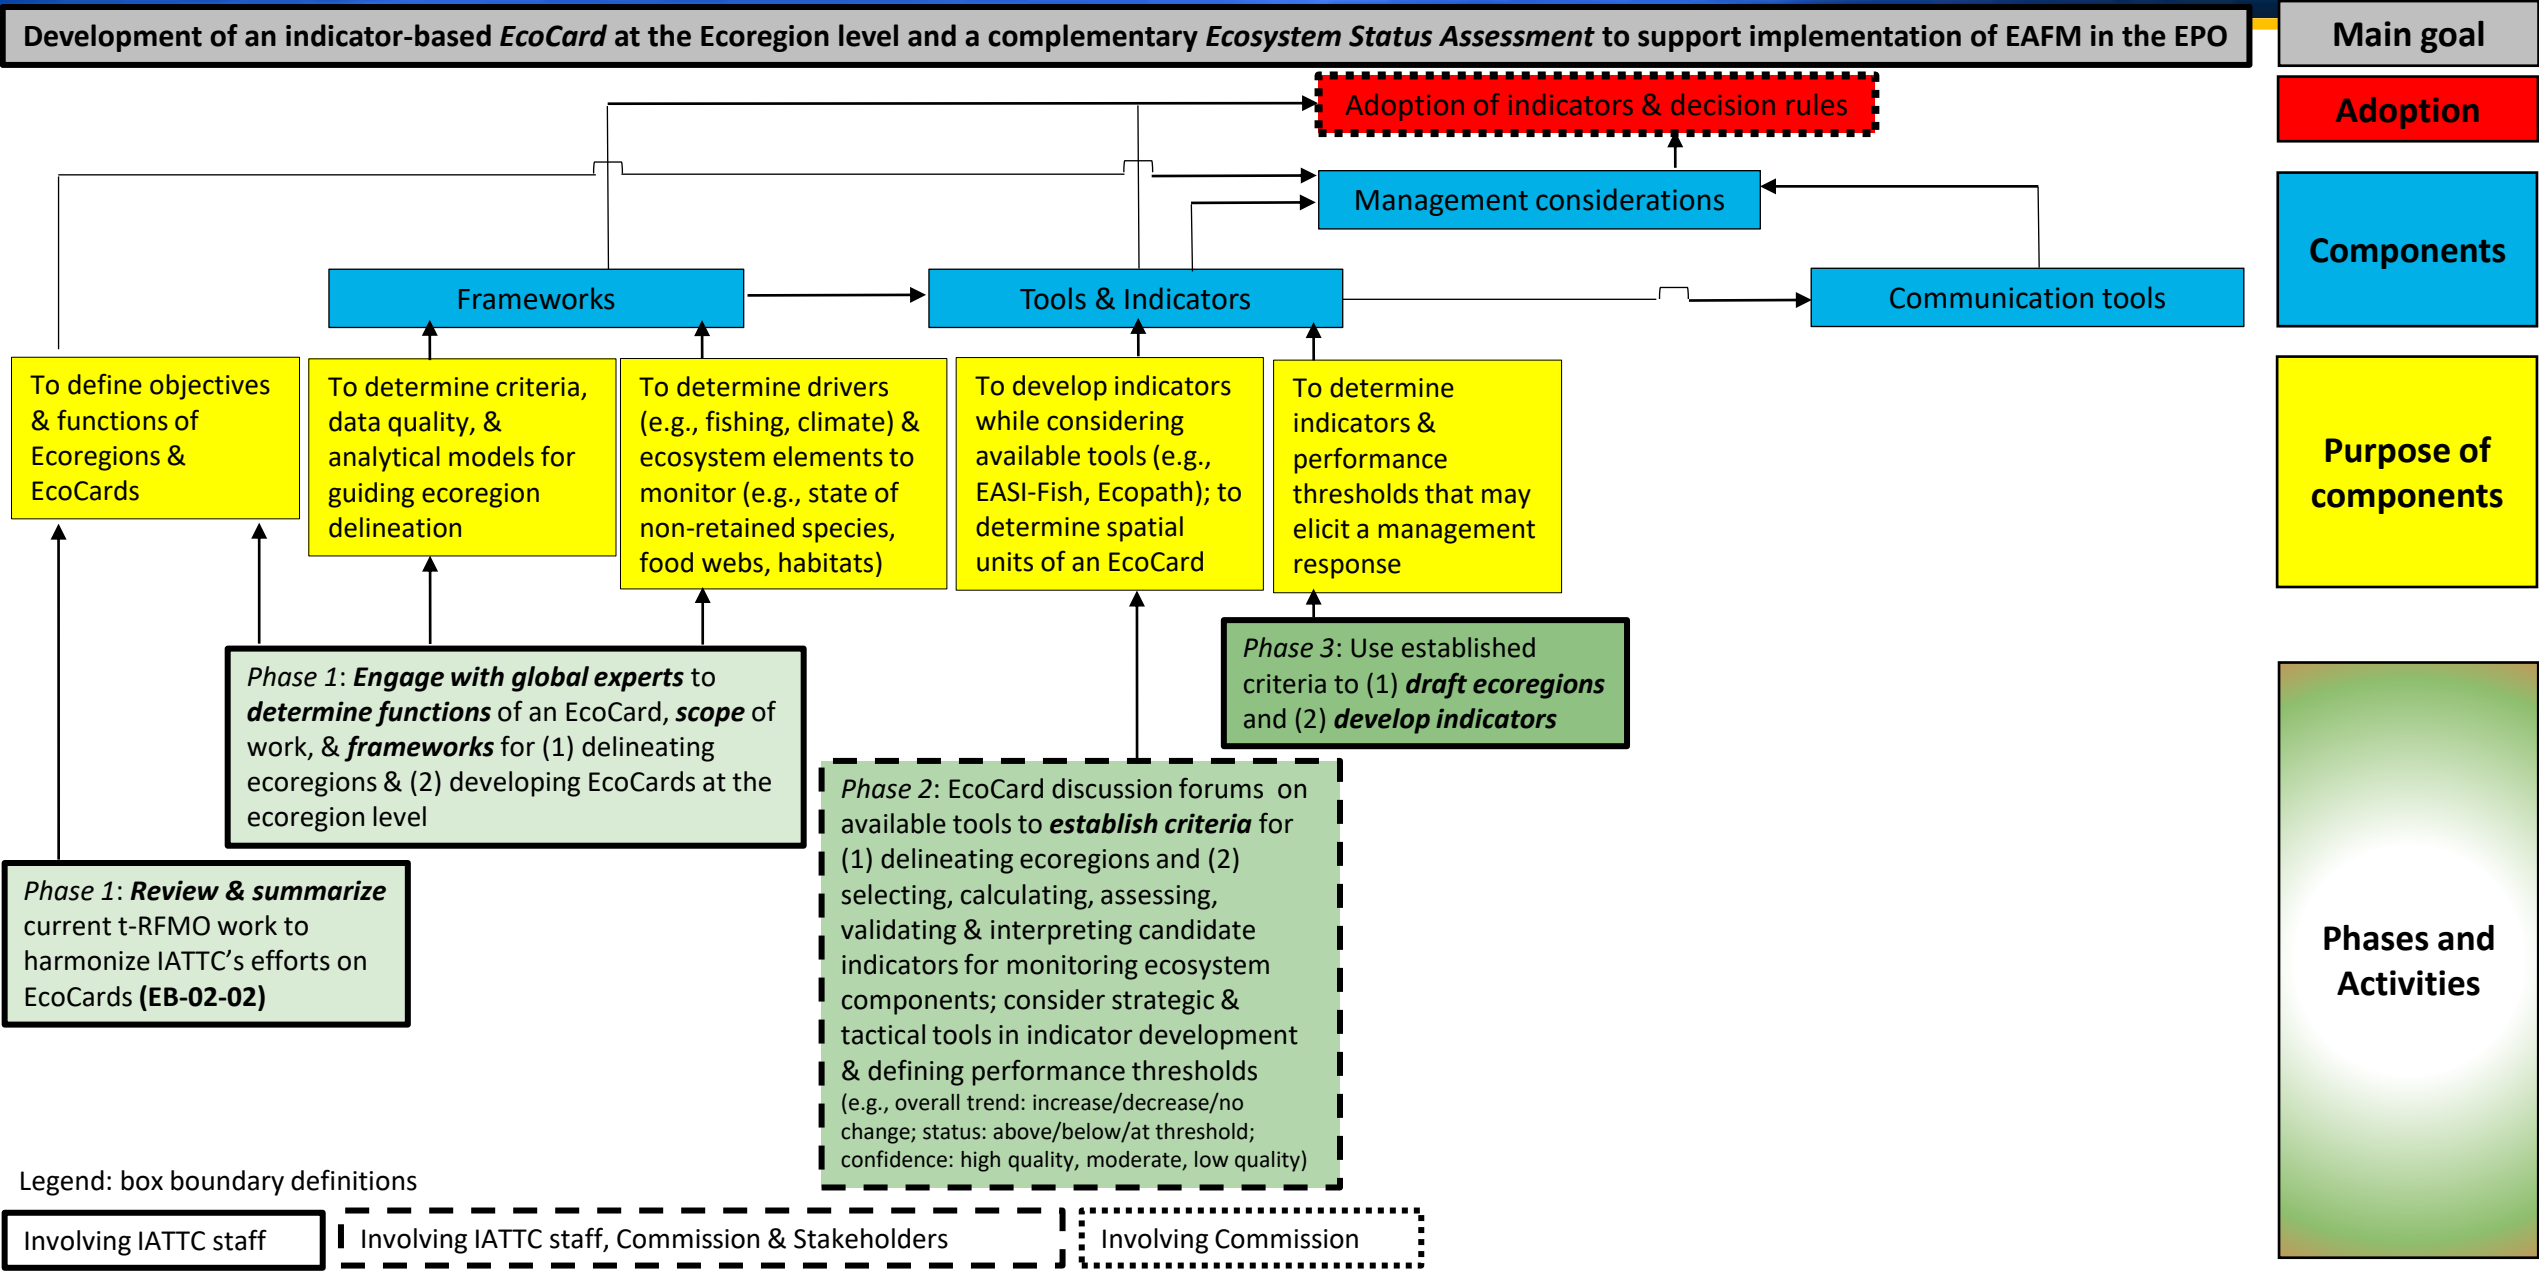 Development of an indicator-based EcoCard at the Ecoregion level and a complementary Ecosystem Status Assessment to support implementation of EAFM in the EPO
Main goal
Adoption of indicators & decision rules
Adoption
Management considerations
Components
Frameworks
Tools & Indicators
Communication tools
To define objectives
& functions of
Ecoregions &
EcoCards
To determine criteria,
data quality, &
analytical models for
guiding ecoregion
delineation
To determine drivers
(e.g., fishing, climate) &
ecosystem elements to
monitor (e.g., state of
non-retained species,
food webs, habitats)
To develop indicators
while considering
available tools (e.g.,
EASI-Fish, Ecopath); to
determine spatial
units of an EcoCard
To determine
indicators &
performance
thresholds that may
elicit a management
response
Purpose of
components
Phase 1: Engage with global experts to
determine functions of an EcoCard, scope of
work, & frameworks for (1) delineating
ecoregions & (2) developing EcoCards at the
ecoregion level
Phase 3: Use established
criteria to (1) draft ecoregions
and (2) develop indicators
Phase 1: Review & summarize
current t-RFMO work to
harmonize IATTC's efforts on
EcoCards (EB-02-02)
Phase 2: EcoCard discussion forums on
available tools to establish criteria for
(1) delineating ecoregions and (2)
selecting, calculating, assessing,
validating & interpreting candidate
indicators for monitoring ecosystem
components; consider strategic &
tactical tools in indicator development
& defining performance thresholds
(e.g., overall trend: increase/decrease/no
change; status: above/below/at threshold;
confidence: high quality, moderate, low quality)
Phases and
Activities
Legend: box boundary definitions
Involving IATTC staff
Involving IATTC staff, Commission & Stakeholders
Involving Commission